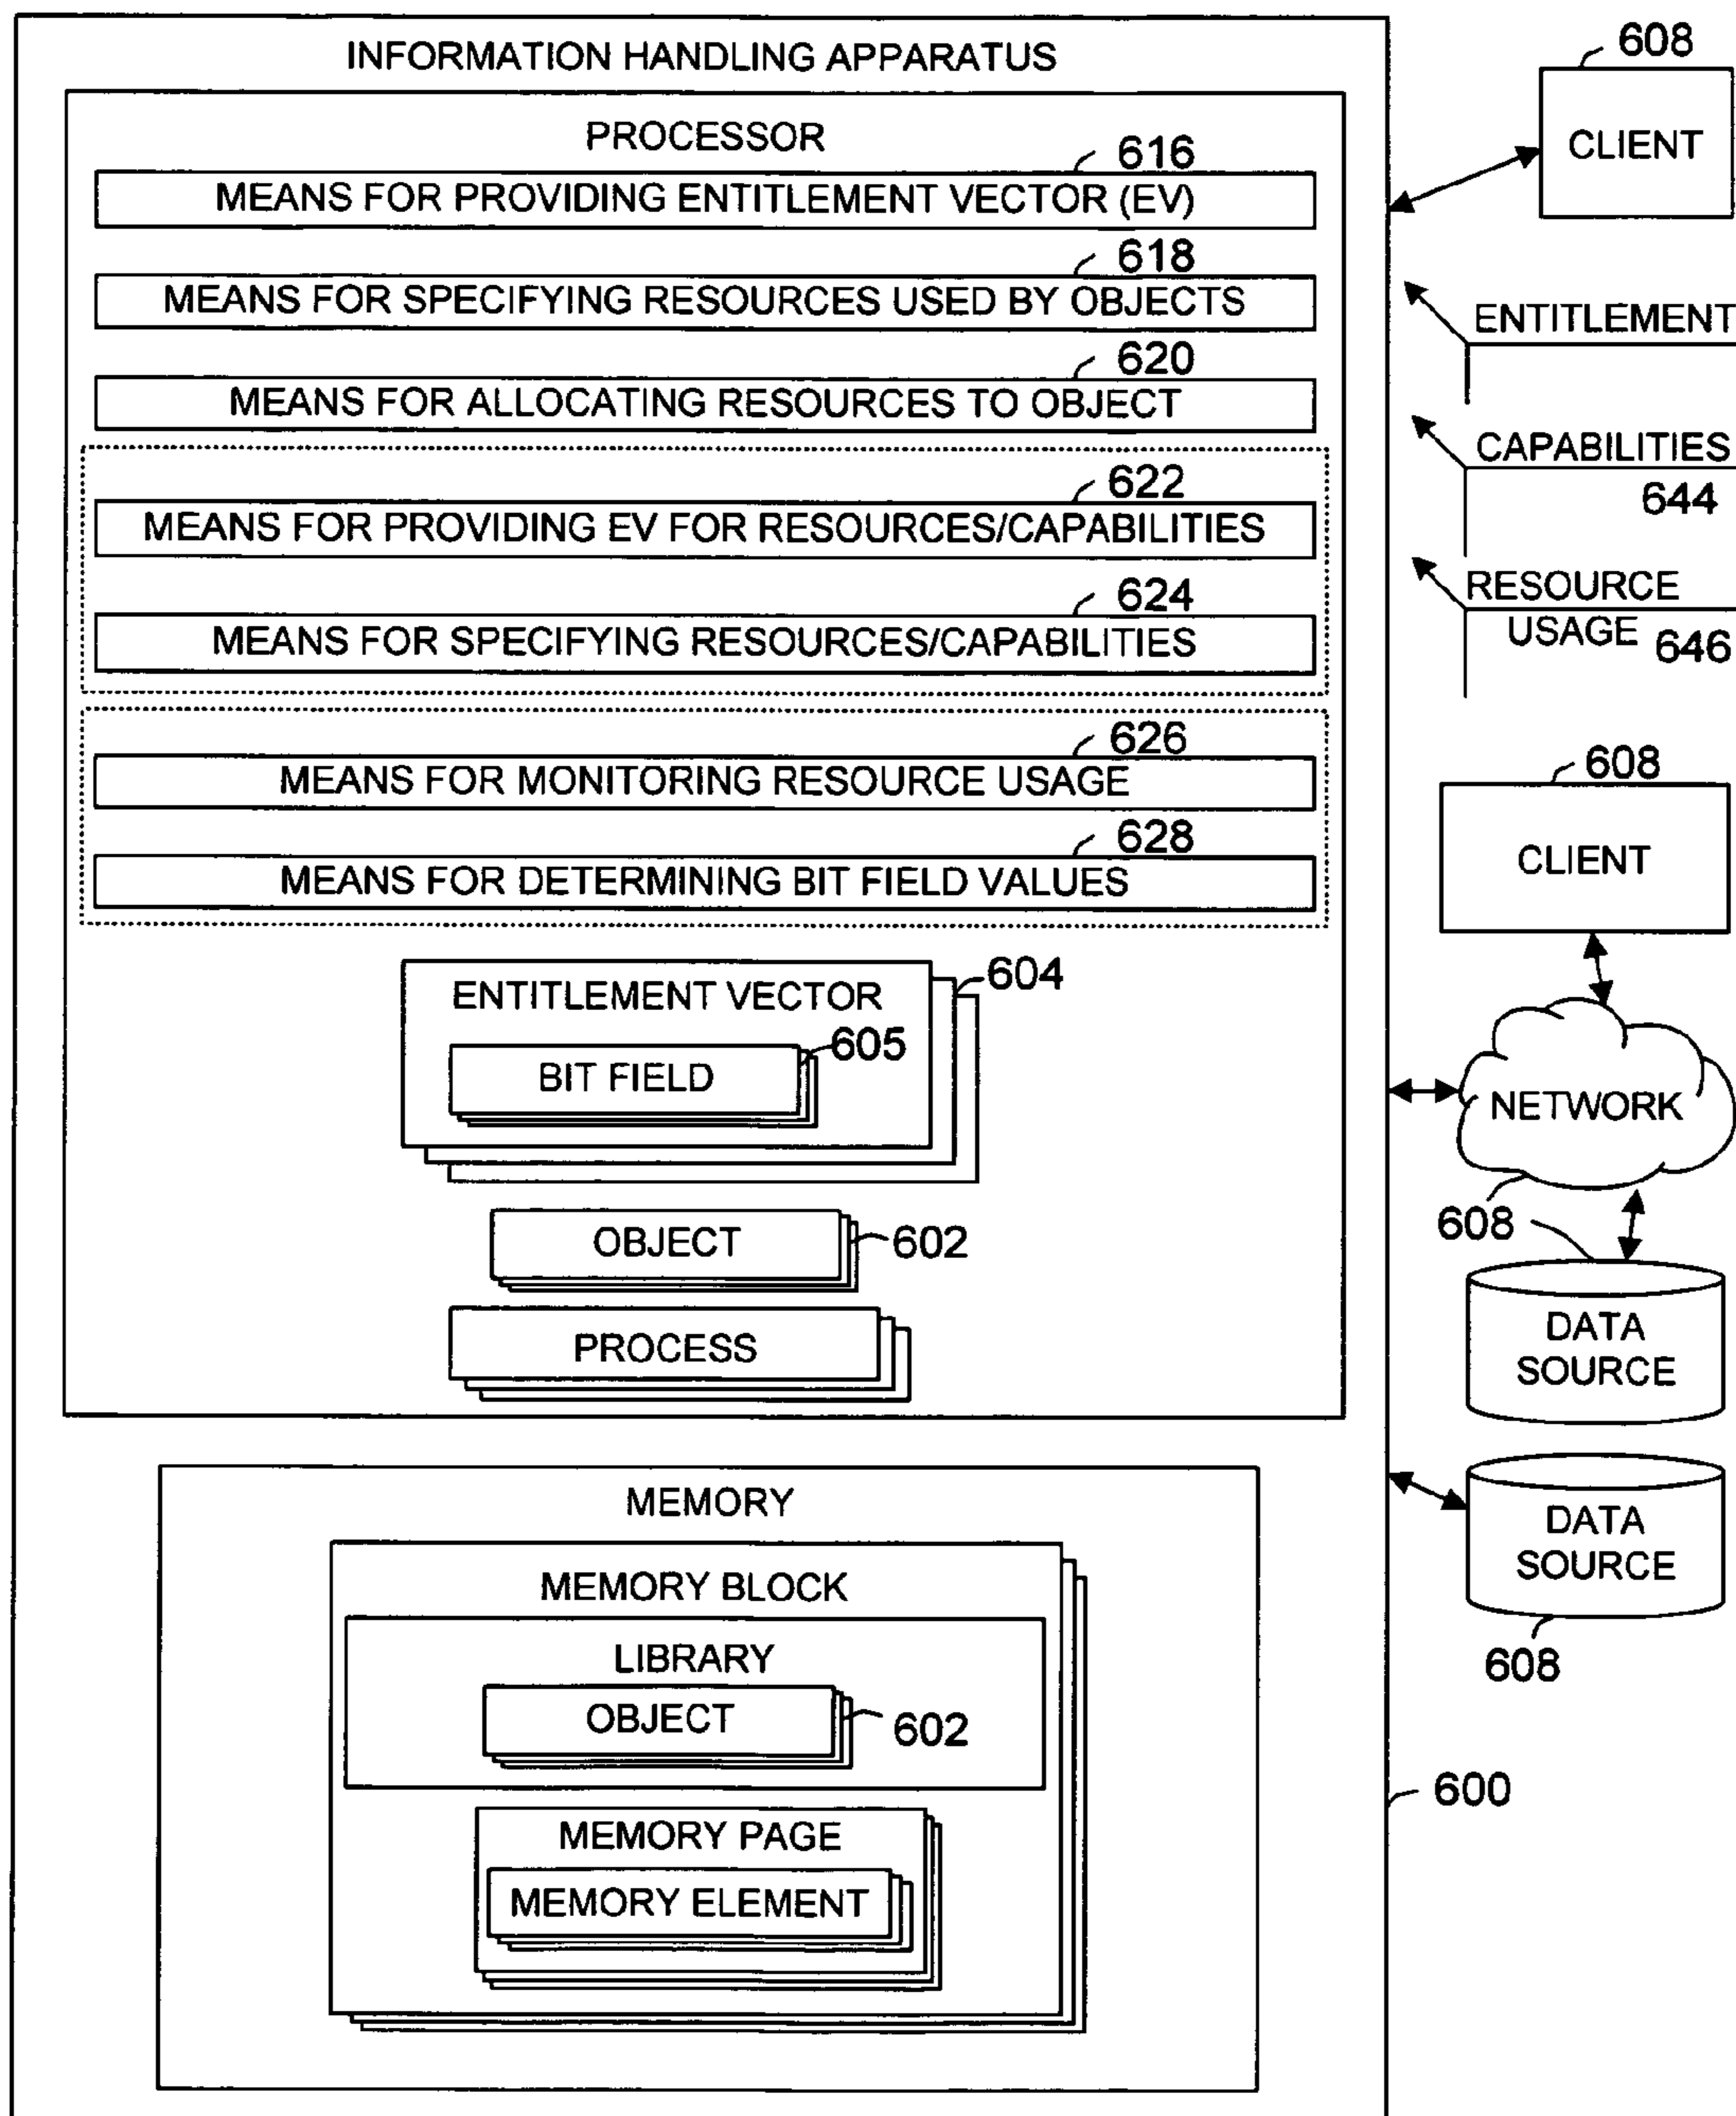 INFORMATION HANDLING APPARATUS
PROCESSOR
616
MEANS FOR PROVIDING ENTITLEMENT VECTOR (EV)
618
MEANS FOR SPECIFYING RESOURCES USED BY OBJECTS
620
MEANS FOR ALLOCATING RESOURCES TO OBJECT
622
MEANS FOR PROVIDING EV FOR RESOURCES/CAPABILITIES
624
MEANS FOR SPECIFYING RESOURCES/CAPABILITIES
626
MEANS FOR MONITORING RESOURCE USAGE
628
MEANS FOR DETERMINING BIT FIELD VALUES
604
ENTITLEMENT VECTOR
605
BIT FIELD
OBJECT
602
PROCESS
MEMORY
MEMORY BLOCK
LIBRARY
OBJECT
602
MEMORY PAGE
MEMORY ELEMENT
608
CLIENT
ENTITLEMENT
CAPABILITIES
644
RESOURCE
USAGE 646
608
CLIENT
NETWORK
608
DATA
SOURCE
DATA
SOURCE
608
600